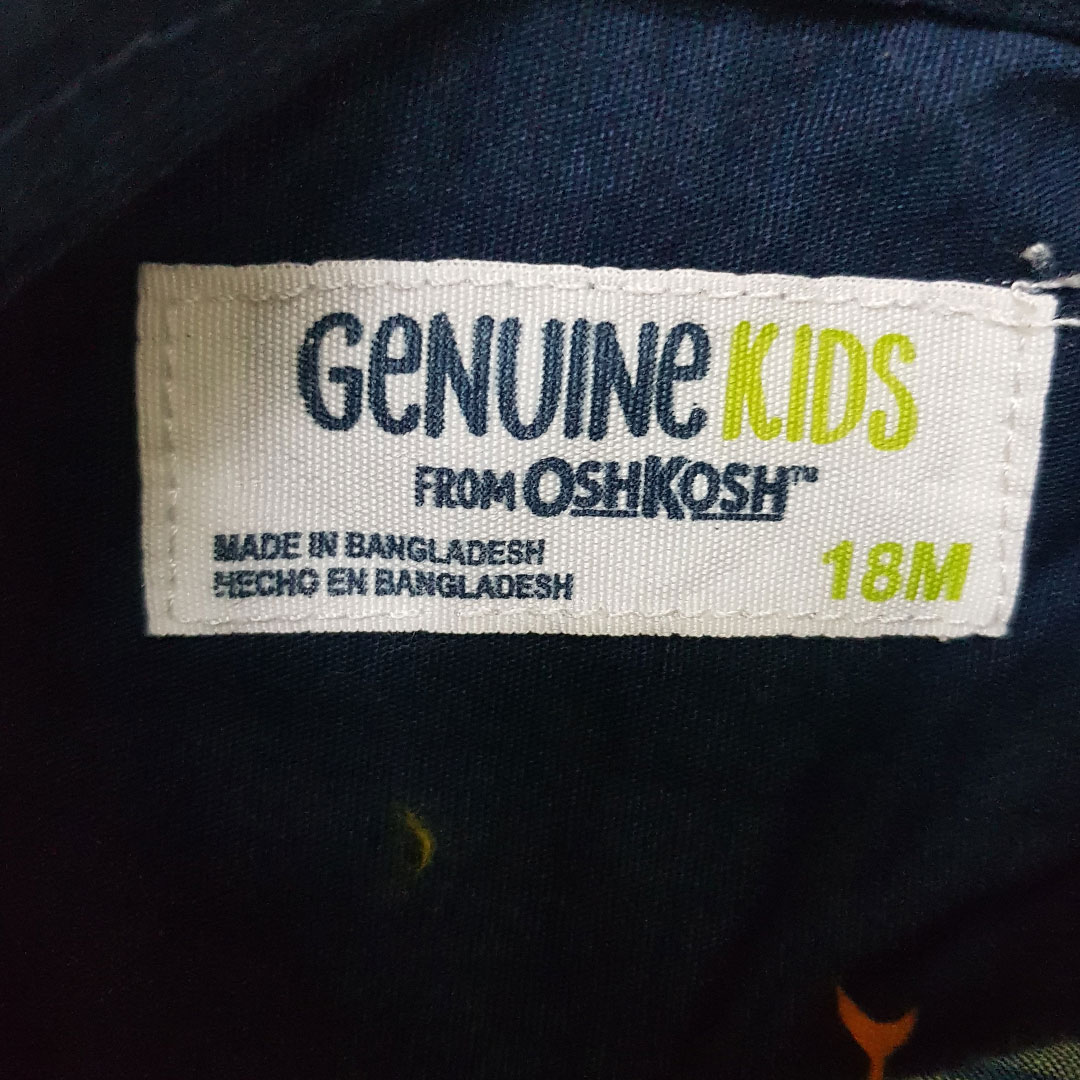 GeNUINe KIDS
FROM OSHKOSH™
MADE IN BANGLADESH
HECHO EN BANGLADESH
18M